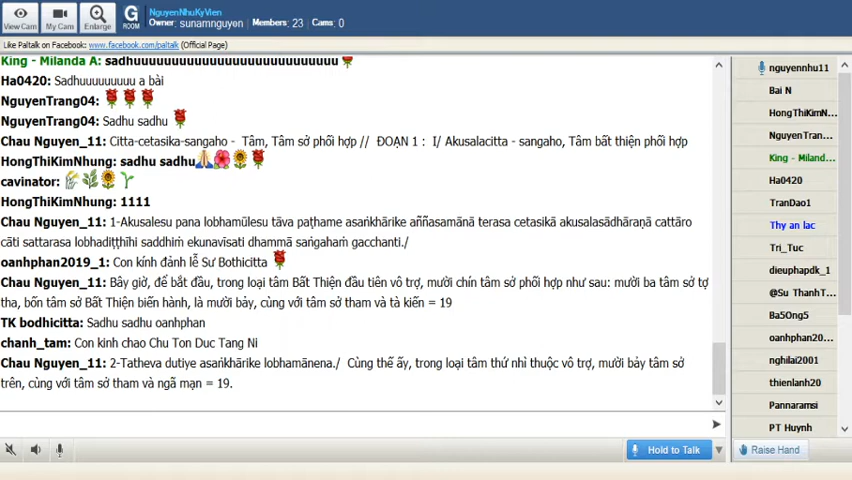 NguyenNhuKyVien
Owner: sunamnguyen Members: 23 Cams: 0
View Cam My Cam Enlarge G ROOM
Like Paltalk on Facebook: www.facebook.com/paltalk (Official Page)
King - Milanda A: sadhuuuuuuuuuuuuuuuuuuuuuuuuuuuuuuuuu
Ha0420: Sadhuuuuuuuuu a bài
NguyenTrang04:
NguyenTrang04: Sadhu sadhu
Chau Nguyen_11: Citta-cetasika-sangaho - Tâm, Tâm sở phối hợp // ĐOẠN 1 : I/ Akusalacitta - sangaho, Tâm bất thiện phối hợp
HongThiKimNhung: sadhu sadhu
cavinator:
HongThiKimNhung: 1111
Chau Nguyen_11: 1-Akusalesu pana lobhamūlesu tāva paṭhame asaṅkhārike aññasamānā terasa cetasikā akusalasādhāraṇā cattāro
cāti sattarasa lobhadiṭṭhīhi saddhiṁ ekunavīsati dhammā saṅgahaṁ gacchanti./
oanhphan2019_1: Con kính đảnh lễ Sư Bothicitta
Chau Nguyen_11: Bây giờ, để bắt đầu, trong loại tâm Bất Thiện đầu tiên vô trợ, mười chín tâm sở phối hợp như sau: mười ba tâm sở tợ
tha, bốn tâm sở Bất Thiện biến hành, là mười bảy, cùng với tâm sở tham và tà kiến = 19
TK bodhicitta: Sadhu sadhu oanhphan
chanh_tam: Con kinh chao Chu Ton Duc Tang Ni
Chau Nguyen_11: 2-Tatheva dutiye asaṅkhārike lobhamānena./ Cùng thế ấy, trong loại tâm thứ nhì thuộc vô trợ, mười bảy tâm sở
trên, cùng với tâm sở tham và ngã mạn = 19.
Hold to Talk
nguyennhu11
Bai N
HongThiKimN...
NguyenTran...
King - Miland...
Ha0420
TranDao1
Thy an lac
Tri_Tuc
dieuphapdk_1
@Su ThanhT...
Ba5Ong5
oanhphan20...
nghilai2001
thienlanh20
Pannaramsi
PT Huynh
Raise Hand